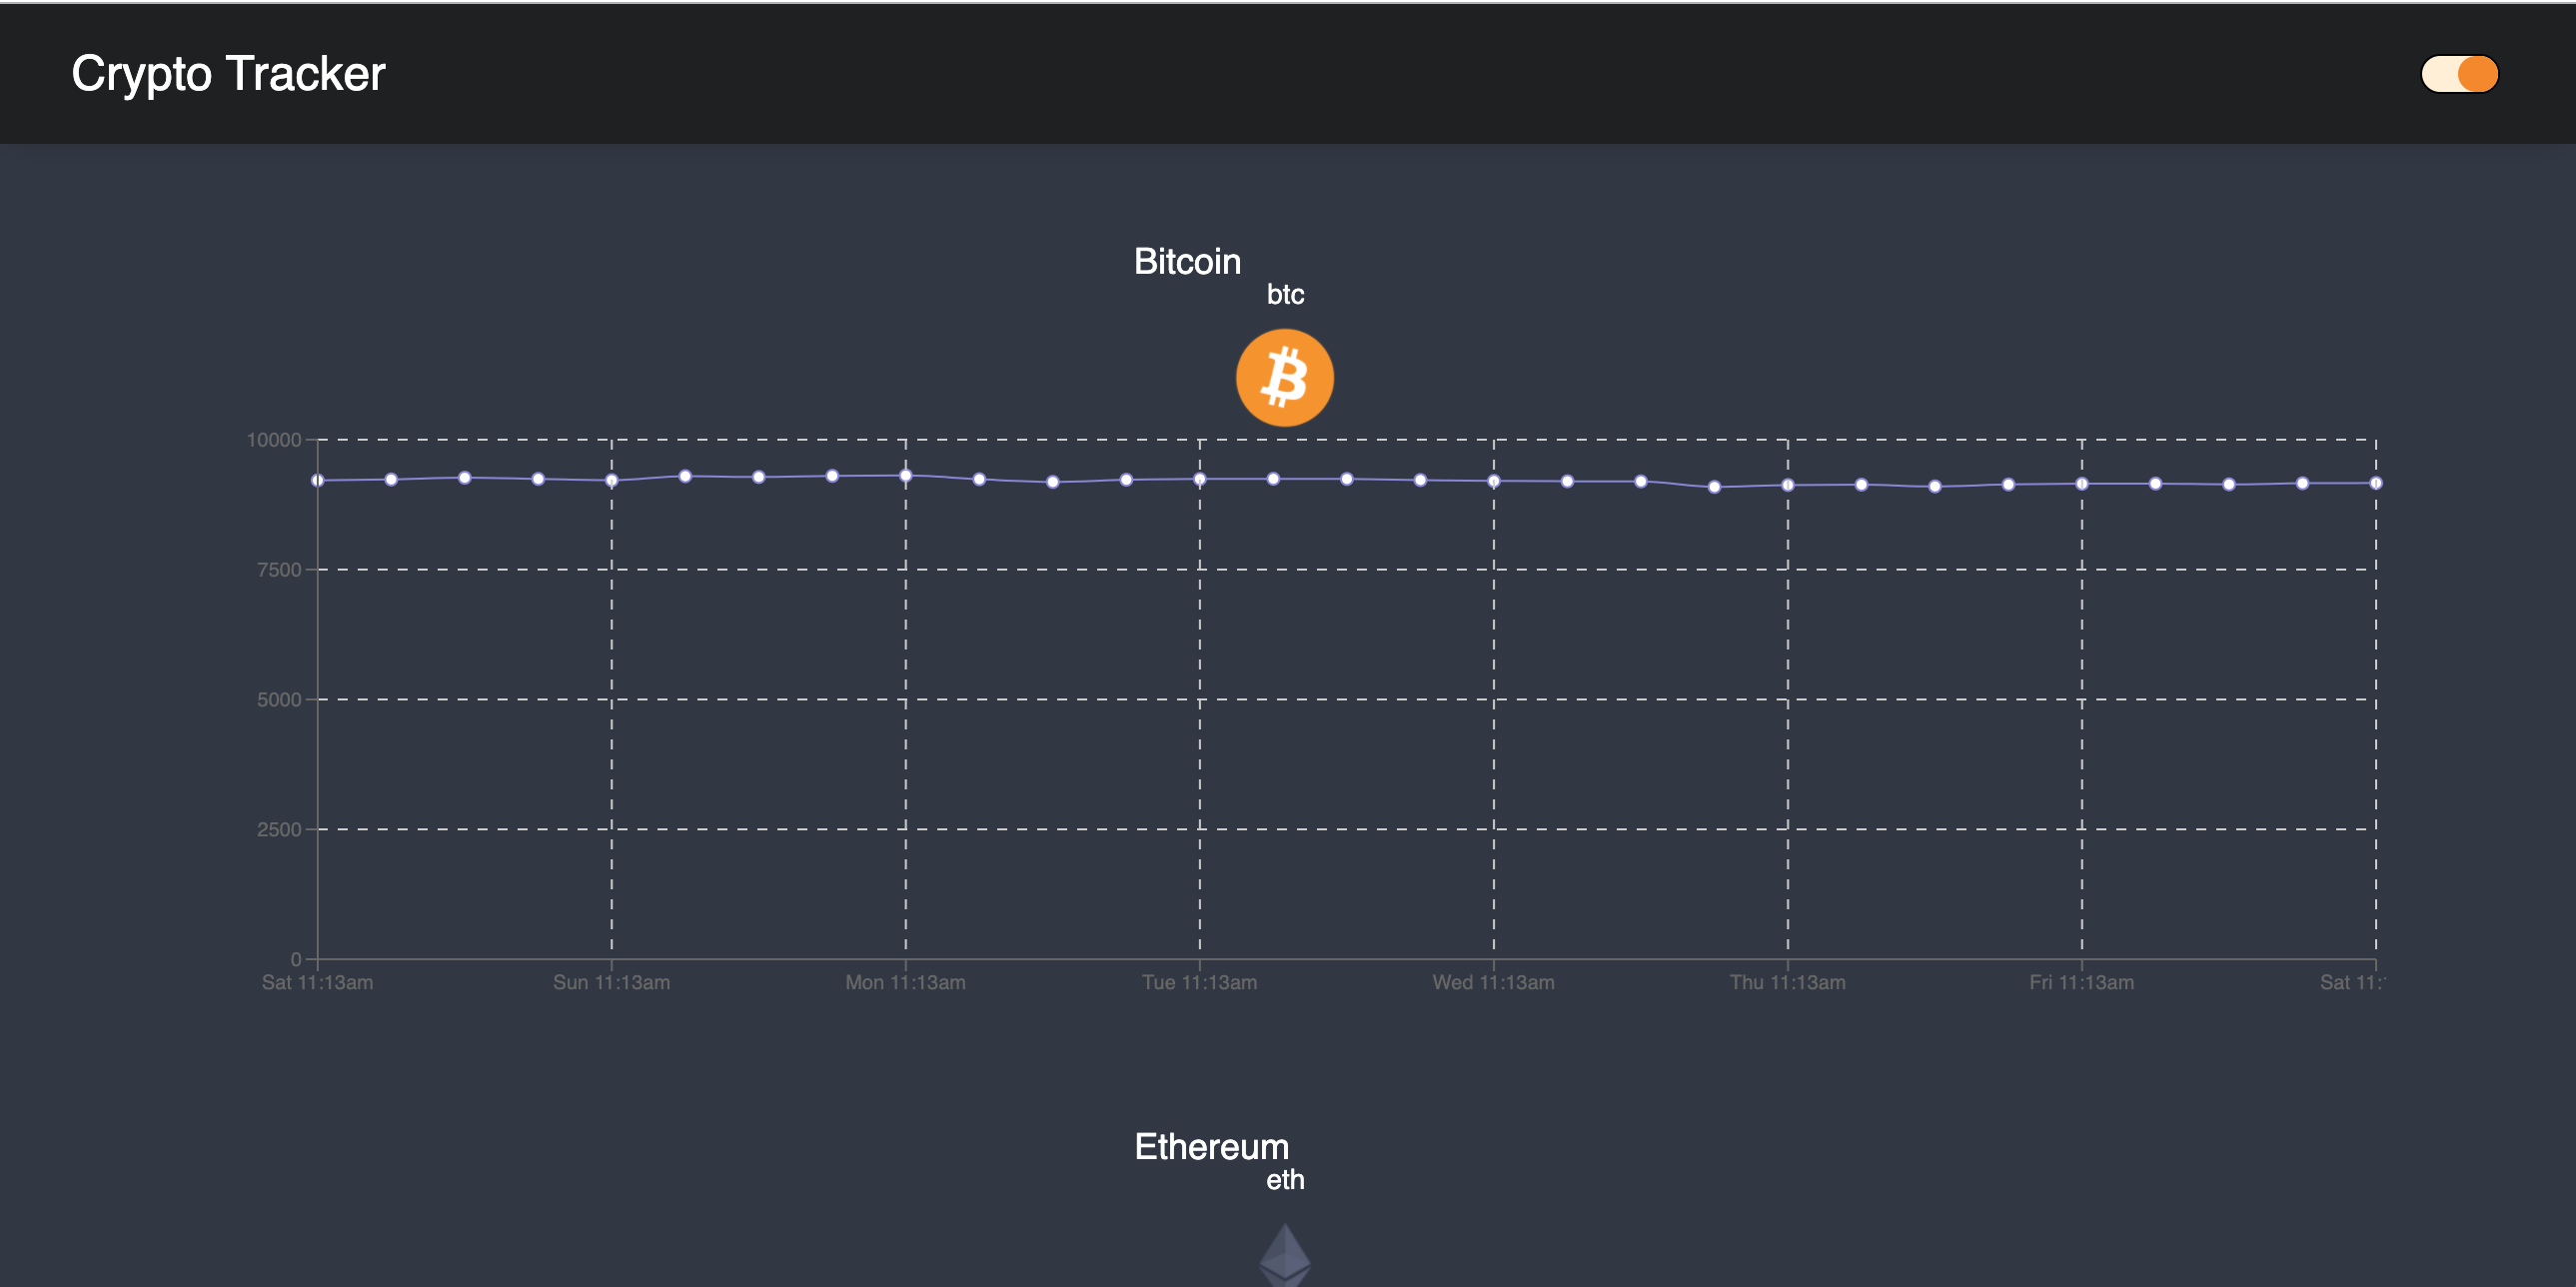 Crypto Tracker
Bitcoin
btc
10000
7500
5000
2500
0
Sat 11:13am Sun 11:13am Mon 11:13am Tue 11:13am Wed 11:13am Thu 11:13am Fri 11:13am Sat 11:
Ethereum
eth